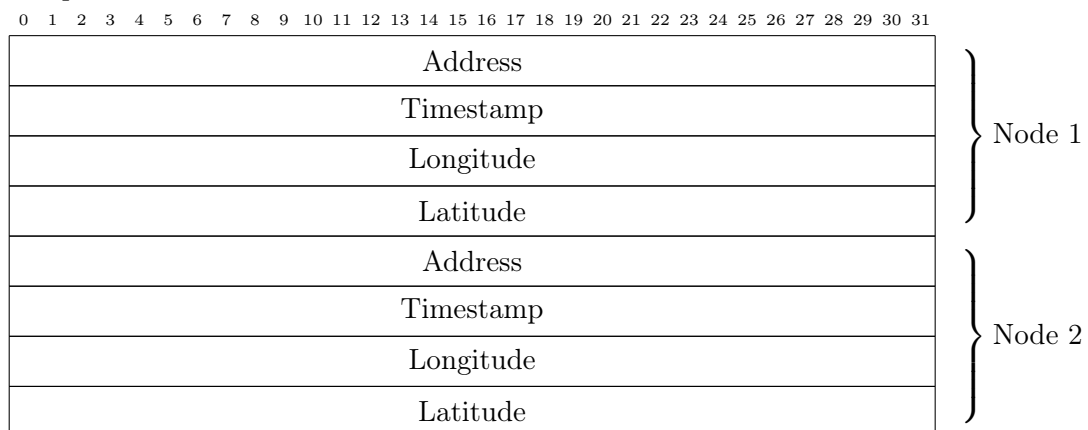 0 1 2 3 4 5 6 7 8 9 10 11 12 13 14 15 16 17 18 19 20 21 22 23 24 25 26 27 28 29 30 31
Address
Timestamp
Node 1
Longitude
Latitude
Address
Timestamp
Node 2
Longitude
Latitude